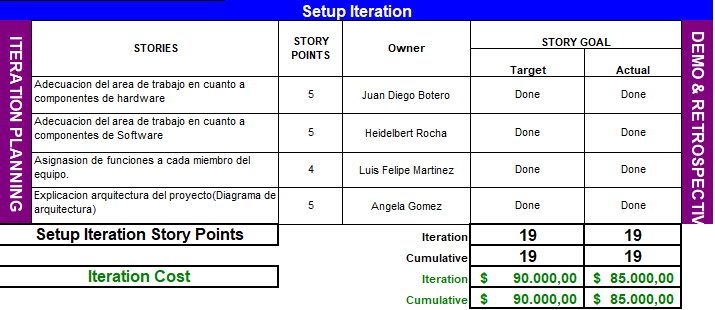 Setup Iteration
ITERATION PLANNING
STORIES
STORY
POINTS
Owner
STORY GOAL
Target
Actual
DEMO & RETROSPECTIV
Adecuacion del area de trabajo en cuanto a
componentes de hardware
5
Juan Diego Botero
Done
Done
Adecuacion del area de trabajo en cuanto a
componentes de Software
5
Heidelbert Rocha
Done
Done
Asignasion de funciones a cada miembro del
equipo.
4
Luis Felipe Martinez
Done
Done
Explicacion arquitectura del proyecto(Diagrama de
arquitectura)
5
Angela Gomez
Done
Done
Setup Iteration Story Points
Iteration
19
19
Cumulative
19
19
Iteration Cost
Iteration
$ 90.000,00
$ 85.000,00
Cumulative
$ 90.000,00
$ 85.000,00